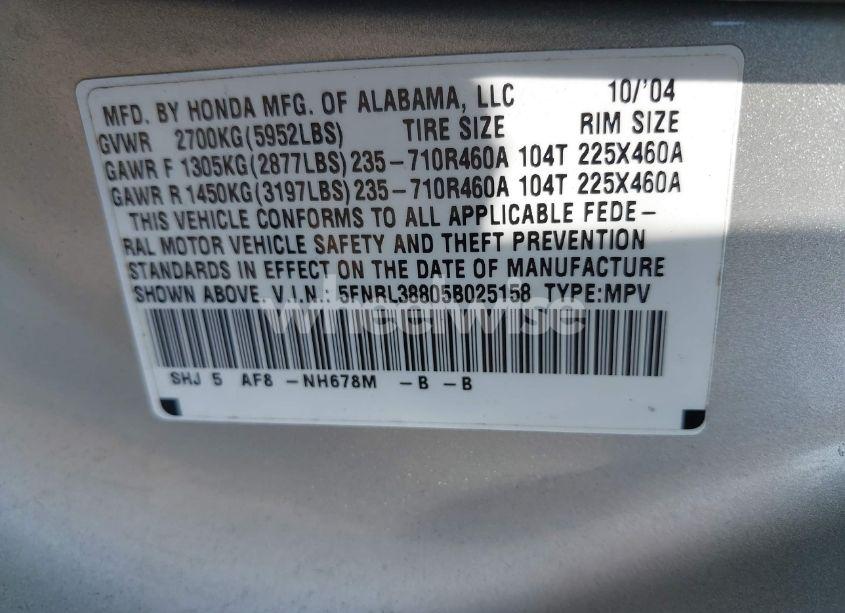 MFD. BY HONDA MFG. OF ALABAMA, LLC 10/'04
GVWR 2700KG(5952LBS) TIRE SIZE RIM SIZE
GAWR F 1305KG(2877LBS) 235-710R460A 104T 225X460A
GAWR R 1450KG(3197LBS) 235-710R460A 104T 225X460A
THIS VEHICLE CONFORMS TO ALL APPLICABLE FEDE-
RAL MOTOR VEHICLE SAFETY AND THEFT PREVENTION
STANDARDS IN EFFECT ON THE DATE OF MANUFACTURE
SHOWN ABOVE. V.I.N.: 5FNRL38805B025158 TYPE:MPV
wheelwise
SHJ 5 AF8 -NH678M -B -B